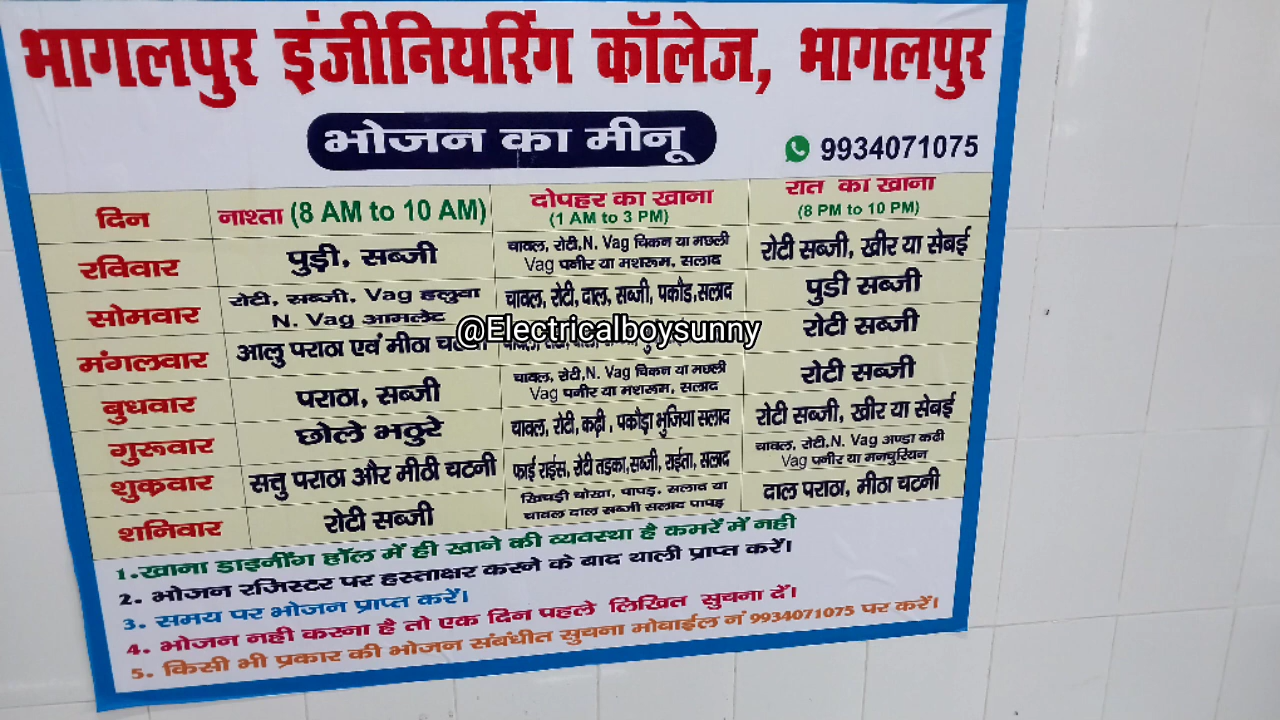 भागलपुर इंजीनियरिंग कॉलेज, भागलपुर
भोजन का मीनू
9934071075
दिन नाश्ता (8 AM to 10 AM) दोपहर का खाना (1 AM to 3 PM) रात का खाना (8 PM to 10 PM)
रविवार पुड़ी, सब्जी चावल, रोटी,N. Vag चिकन या मछली Vag पनीर या मशरूम, सलाद रोटी सब्जी, खीर या सेबई
सोमवार रोटी, सब्जी, Vag हलुवा N. Vag आमलेट चावल, रोटी, दाल, सब्जी, पकौड,सलाद पुडी सब्जी
@Electricalboysunny
मंगलवार आलु पराठा एवं मीठा रोटी सब्जी
बुधवार पराठा, सब्जी चावल, रोटी,N. Vag चिकन या मछली Vag पनीर या मशरूम, सलाद रोटी सब्जी
गुरूवार छोले भठुरे चावल, रोटी, कढ़ी , पकौड़ा भुजिया सलाद रोटी सब्जी, खीर या सेबई
शुक्रवार सत्तु पराठा और मीठी चटनी फ्राई राईस, रोटी तडका,सब्जी, राईता, सलाद चावल, रोटी,N. Vag अण्डा कढी Vag पनीर या मनचुरियन
शनिवार रोटी सब्जी खिचड़ी चोखा, पापड़, सलाद या चावल दाल सब्जी सलाद पापड़ दाल पराठा, मीठा चटनी
1.खाना डाइनींग हॉल में ही खाने की व्यवस्था है कमरें में नही
2. भोजन रजिस्टर पर हस्ताक्षर करने के बाद थाली प्राप्त करें।
3. समय पर भोजन प्राप्त करें।
4. भोजन नही करना है तो एक दिन पहले लिखित सुचना दें।
5. किसी भी प्रकार की भोजन संबंधीत सुचना मोबाईल नं 9934071075 पर करें।